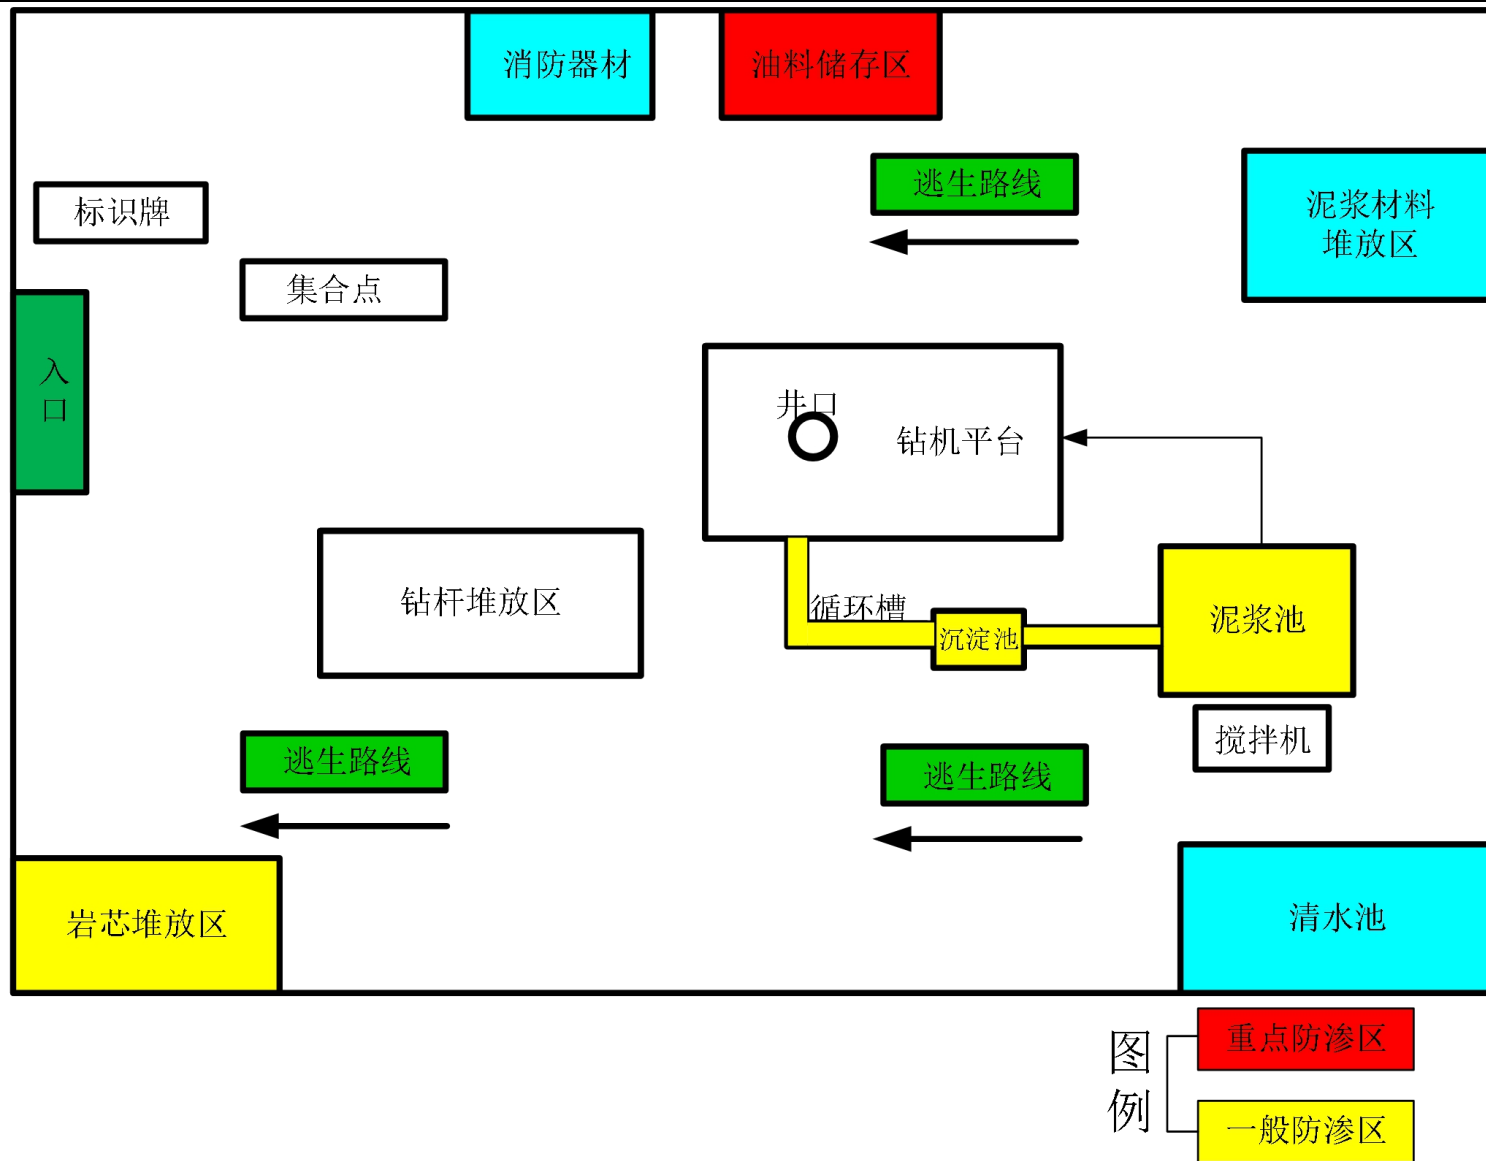 消防器材
油料储存区
逃生路线
标识牌
泥浆材料
堆放区
集合点
入
口
井口
钻机平台
钻杆堆放区
循环槽
沉淀池
泥浆池
搅拌机
逃生路线
逃生路线
岩芯堆放区
清水池
图
例
重点防渗区
一般防渗区